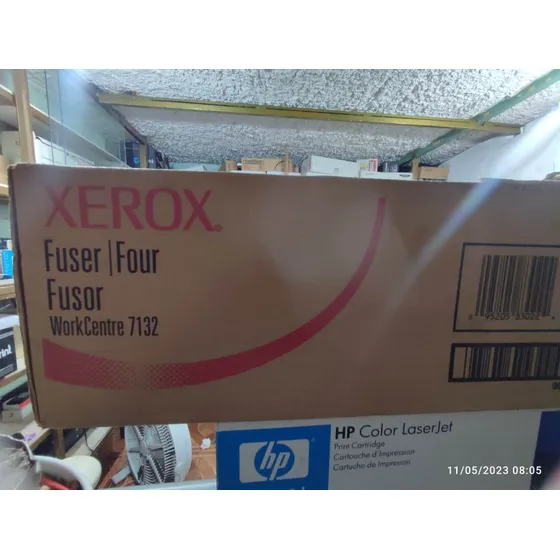 XEROX®
Fuser | Four
Fusor
WorkCentre 7132
HP Color LaserJet
Print Cartridge
Cartouche d'Impression
Cartucho de Impresión
hp
11/05/2023 08:05